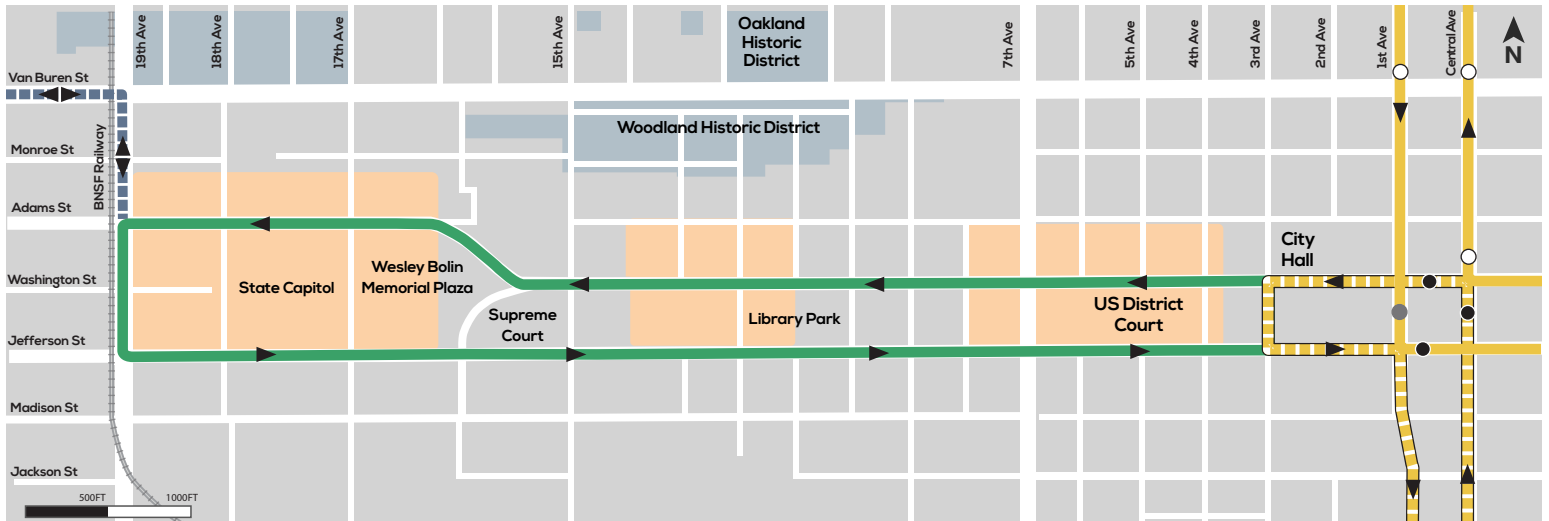 19th Ave
18th Ave
17th Ave
15th Ave
Oakland
Historic
District
7th Ave
5th Ave
4th Ave
3rd Ave
2nd Ave
1st Ave
Central Ave
N
Van Buren St
Woodland Historic District
Monroe St
BNSF Railway
Adams St
City
Hall
Washington St
State Capitol
Wesley Bolin
Memorial Plaza
Supreme
Court
Library Park
US District
Court
Jefferson St
Madison St
Jackson St
500FT
1000FT